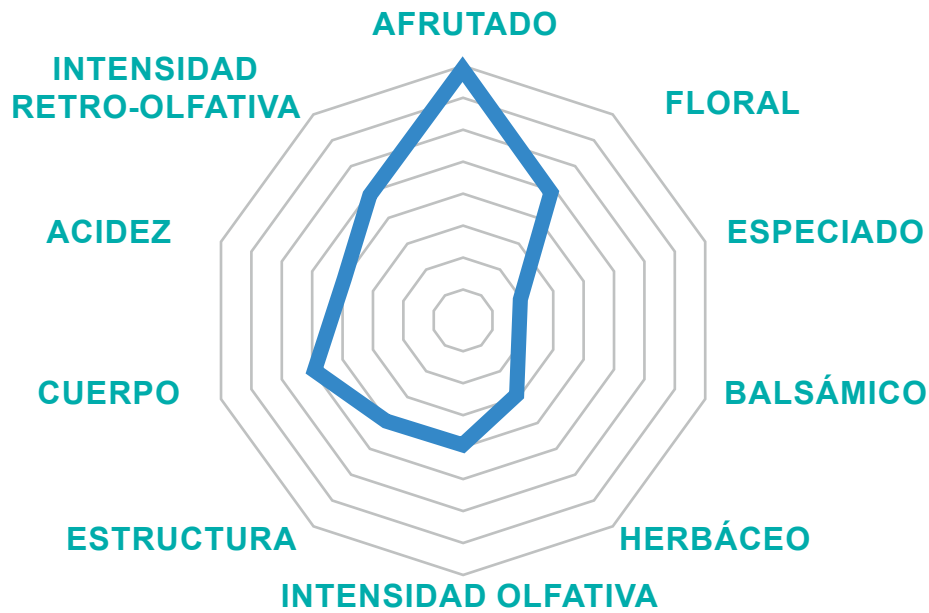 AFRUTADO
INTENSIDAD
RETRO-OLFATIVA
FLORAL
ACIDEZ
ESPECIADO
CUERPO
BALSÁMICO
ESTRUCTURA
HERBÁCEO
INTENSIDAD OLFATIVA